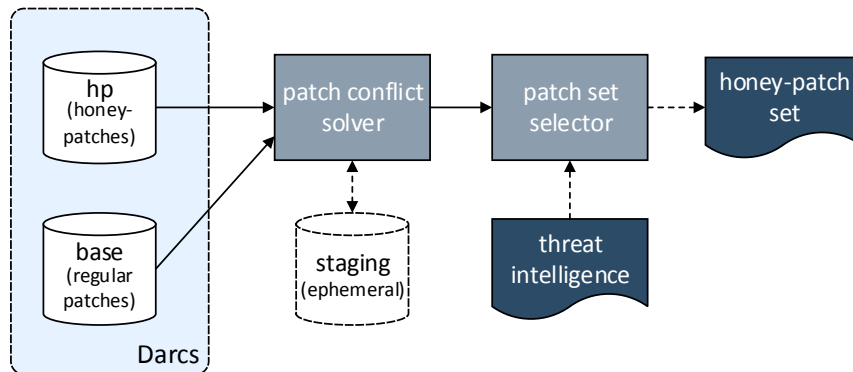 hp
(honey-
patches)
base
(regular
patches)
Darcs
patch conflict
solver
staging
(ephemeral)
patch set
selector
threat
intelligence
honey-patch
set